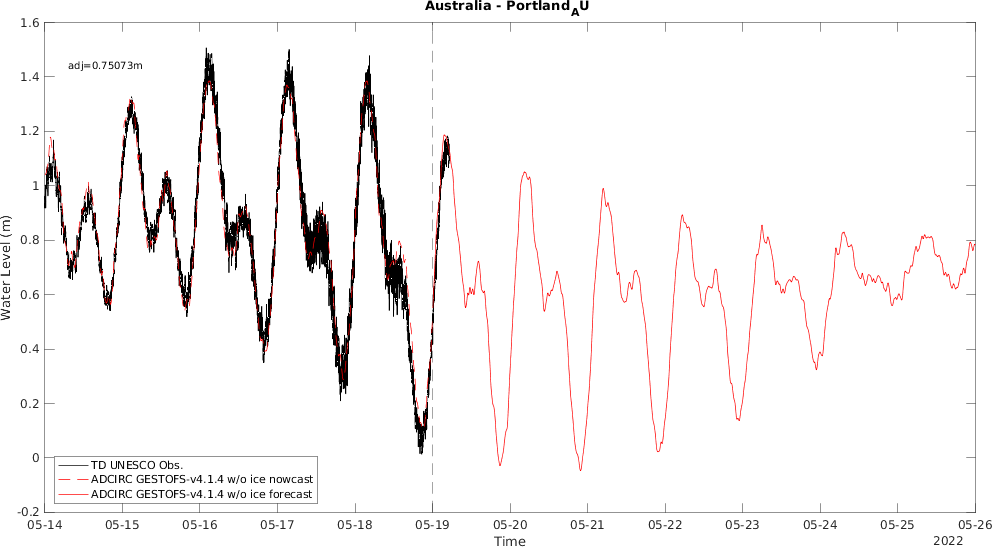 Australia - Portland_AU
1.6
1.4
1.2
1
0.8
0.6
0.4
0.2
0
-0.2
Water Level (m)
adj=0.75073m
TD UNESCO Obs.
ADCIRC GESTOFS-v4.1.4 w/o ice nowcast
ADCIRC GESTOFS-v4.1.4 w/o ice forecast
05-14 05-15 05-16 05-17 05-18 05-19 05-20 05-21 05-22 05-23 05-24 05-25 05-26
Time
2022